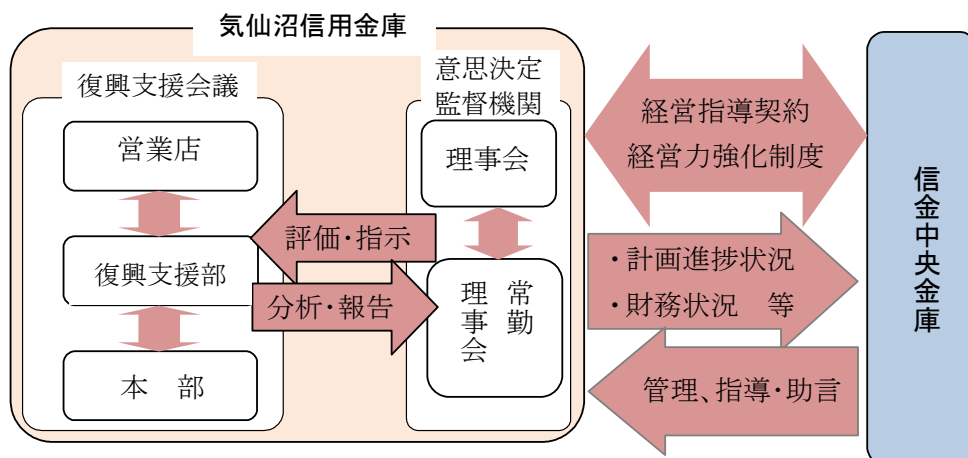 気仙沼信用金庫
復興支援会議
営業店
復興支援部
本 部
意思決定
監督機関
理事会
常勤
理事会
評価・指示
分析・報告
経営指導契約
経営力強化制度
・計画進捗状況
・財務状況 等
管理、指導・助言
信金中央金庫